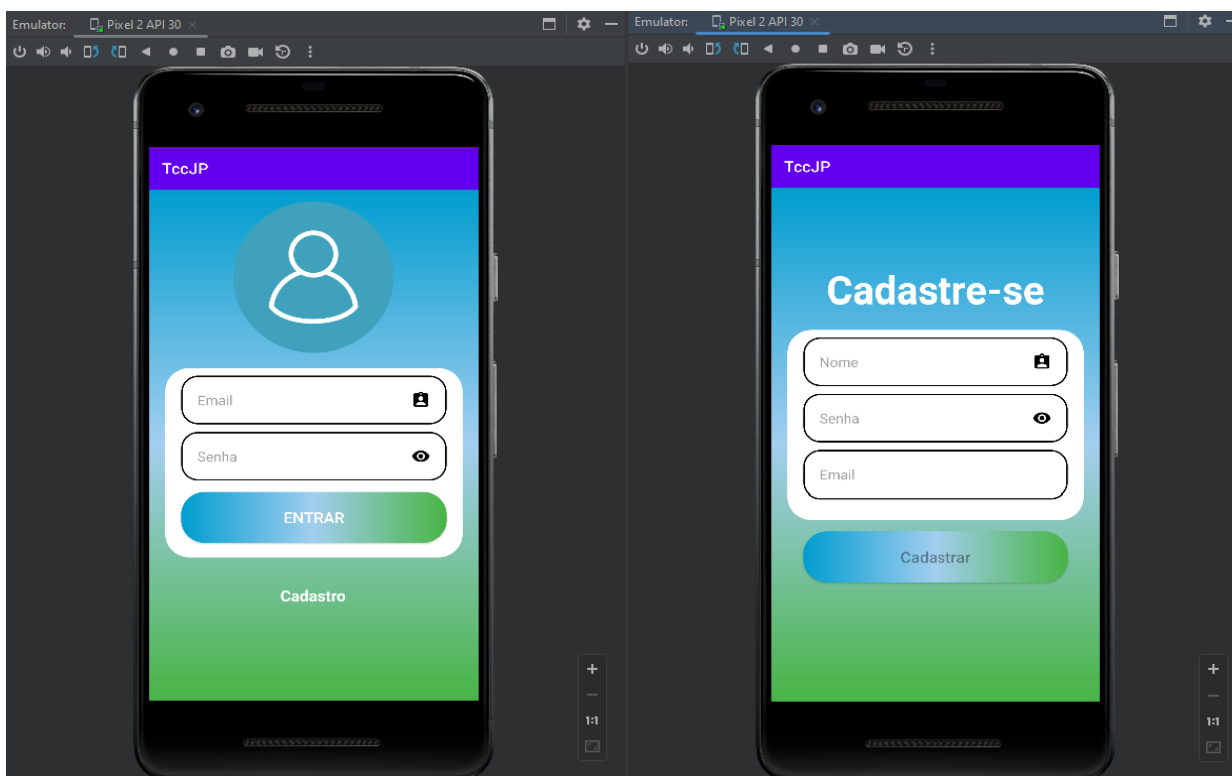 Emulator: Pixel 2 API 30
TccJP
Email
Senha
ENTRAR
Cadastro
1:1
Emulator: Pixel 2 API 30
TccJP
Cadastre-se
Nome
Senha
Email
Cadastrar
1:1